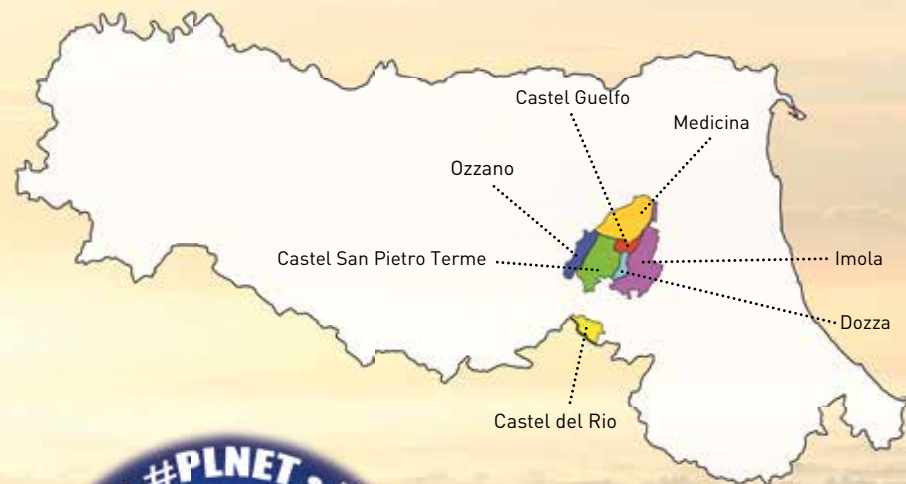 Castel Guelfo
Medicina
Ozzano
Castel San Pietro Terme
Imola
Dozza
Castel del Rio
#PLNET